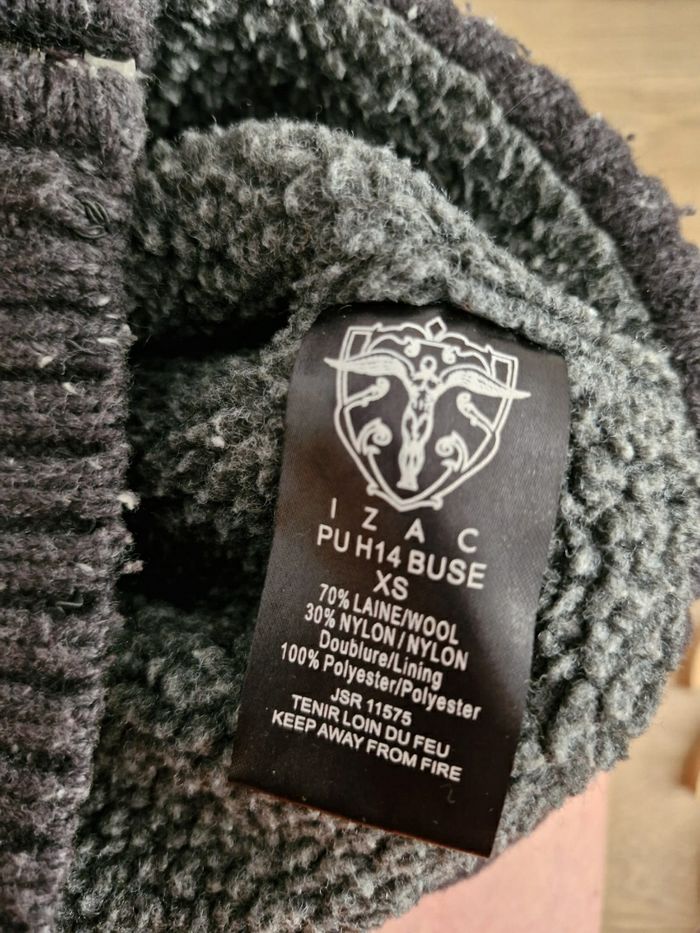 I Z A C
PU H14 BUSE
XS
70% LAINE/WOOL
30% NYLON / NYLON
Doublure/Lining
100% Polyester/Polyester
JSR 11575
TENIR LOIN DU FEU
KEEP AWAY FROM FIRE